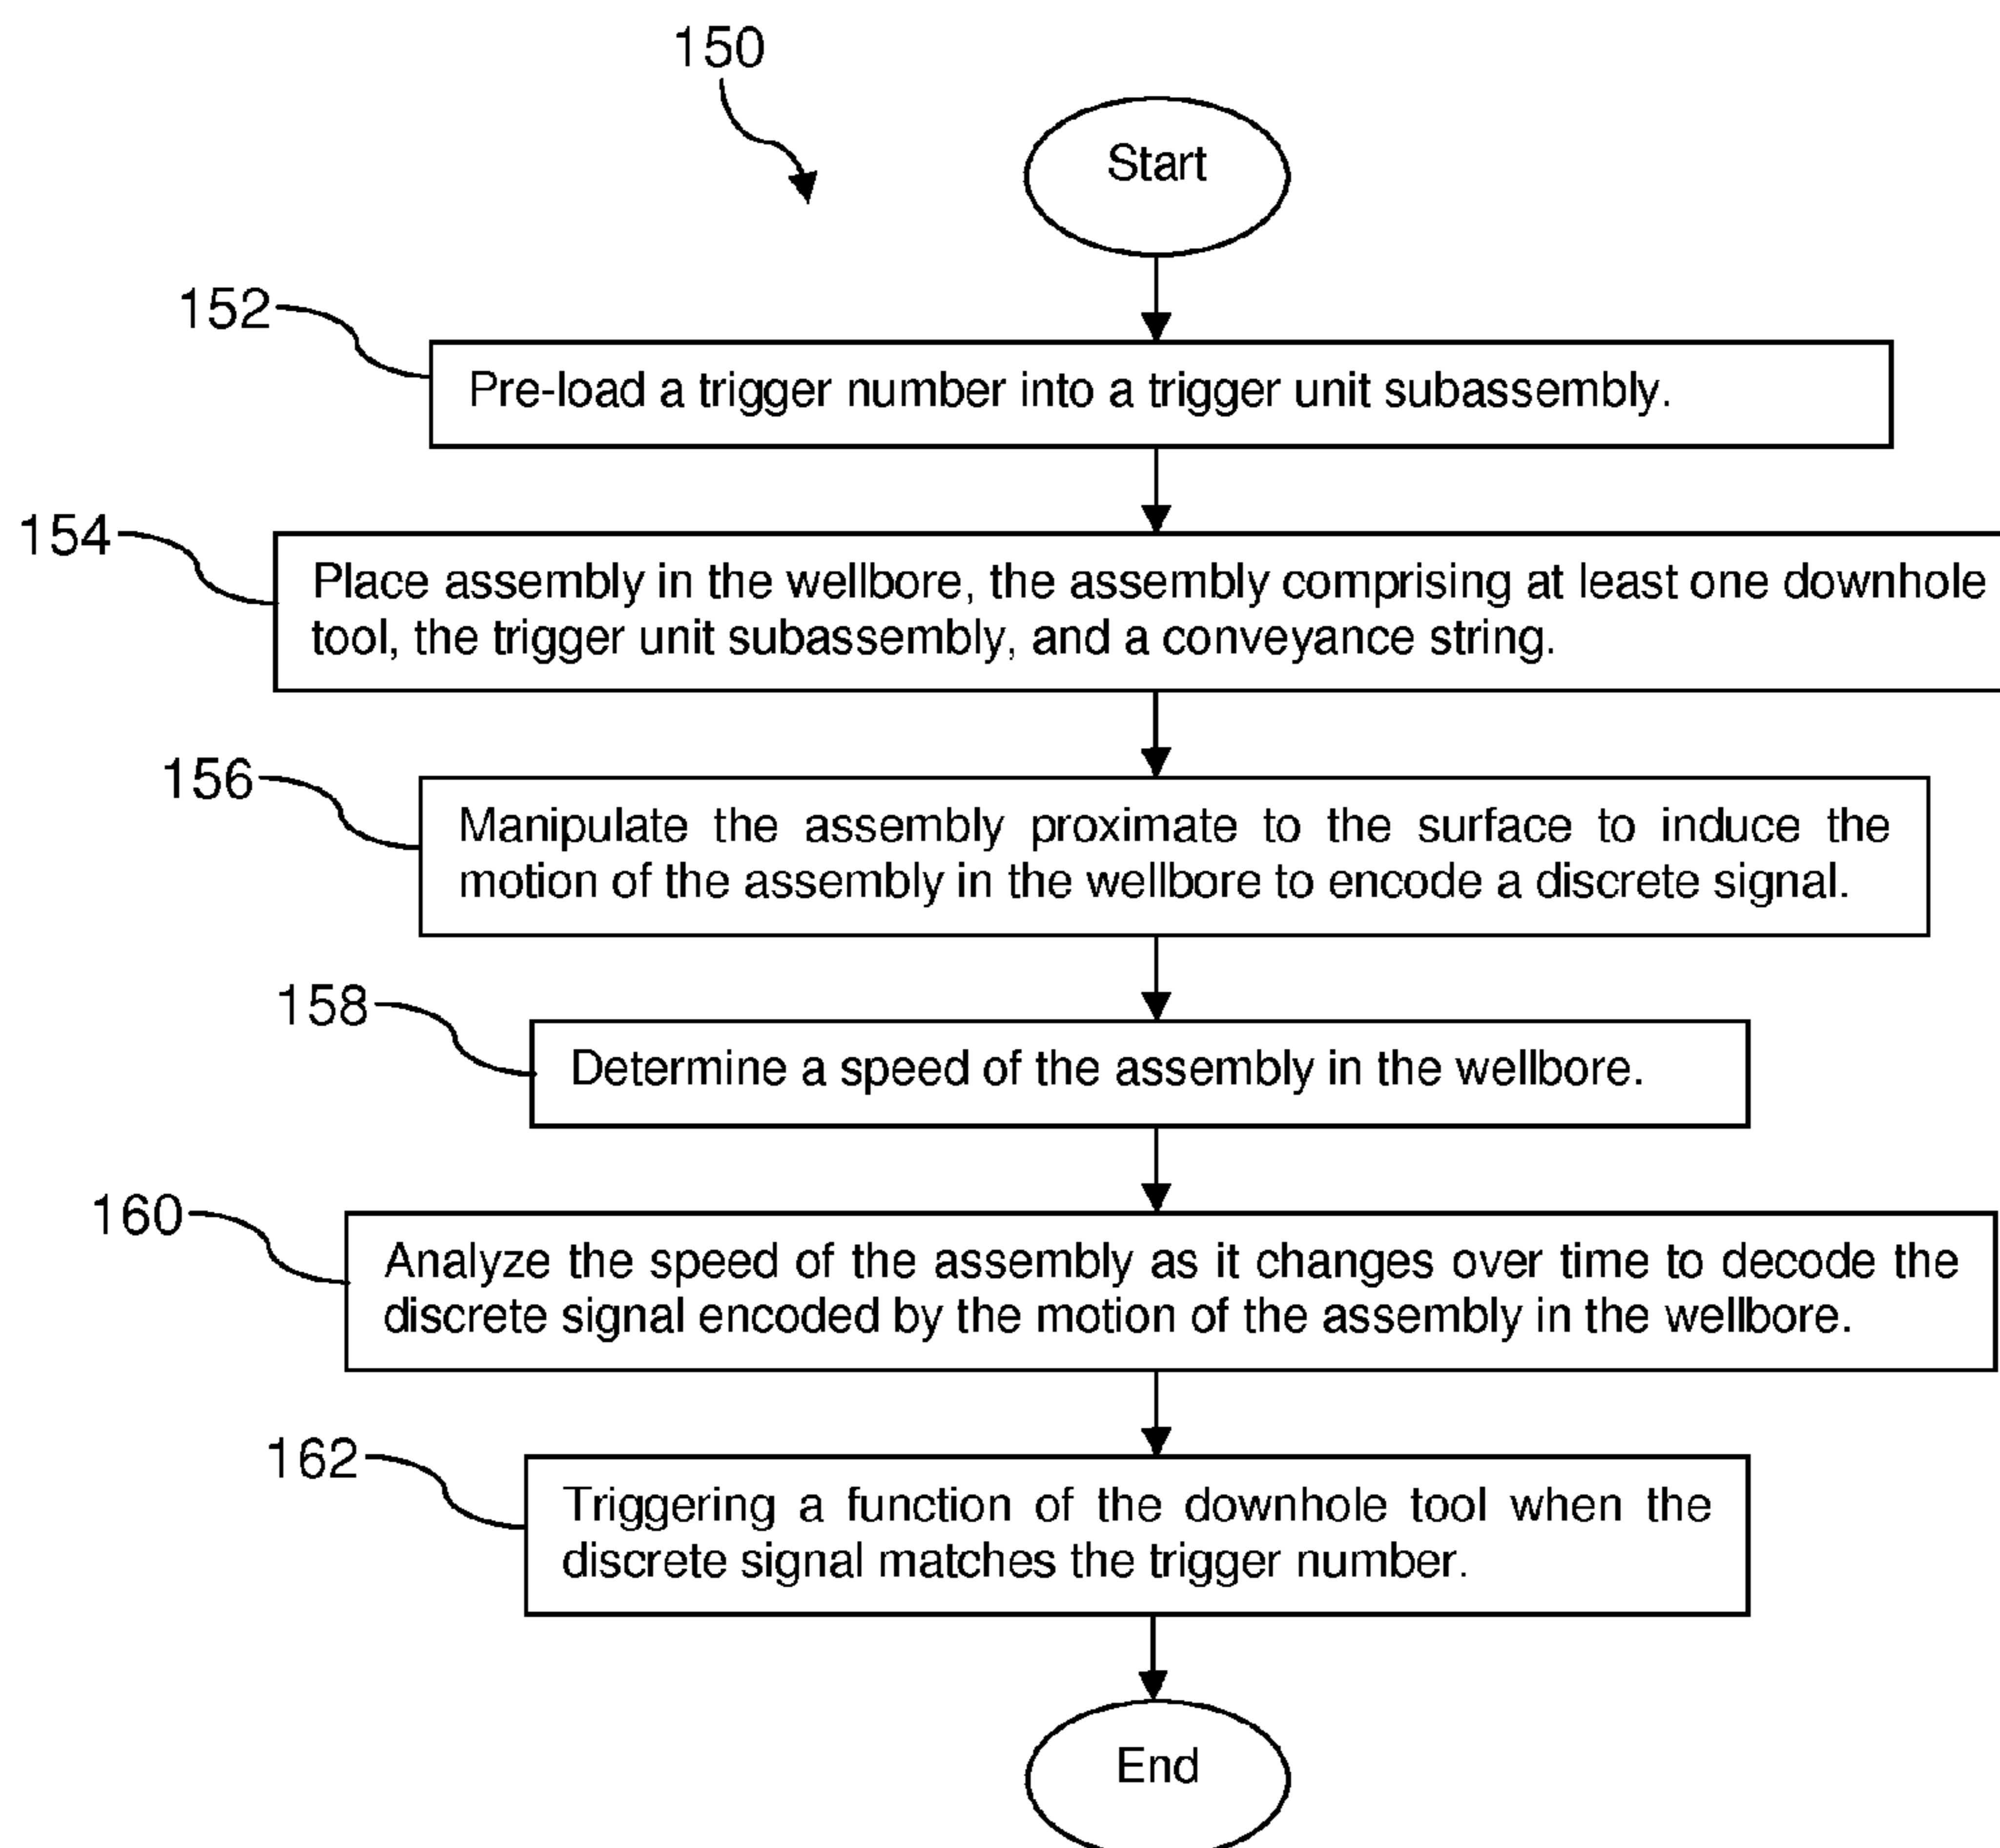 150
Start
152
Pre-load a trigger number into a trigger unit subassembly.
154
Place assembly in the wellbore, the assembly comprising at least one downhole
tool, the trigger unit subassembly, and a conveyance string.
156
Manipulate the assembly proximate to the surface to induce the
motion of the assembly in the wellbore to encode a discrete signal.
158
Determine a speed of the assembly in the wellbore.
160
Analyze the speed of the assembly as it changes over time to decode the
discrete signal encoded by the motion of the assembly in the wellbore.
162
Triggering a function of the downhole tool when the
discrete signal matches the trigger number.
End